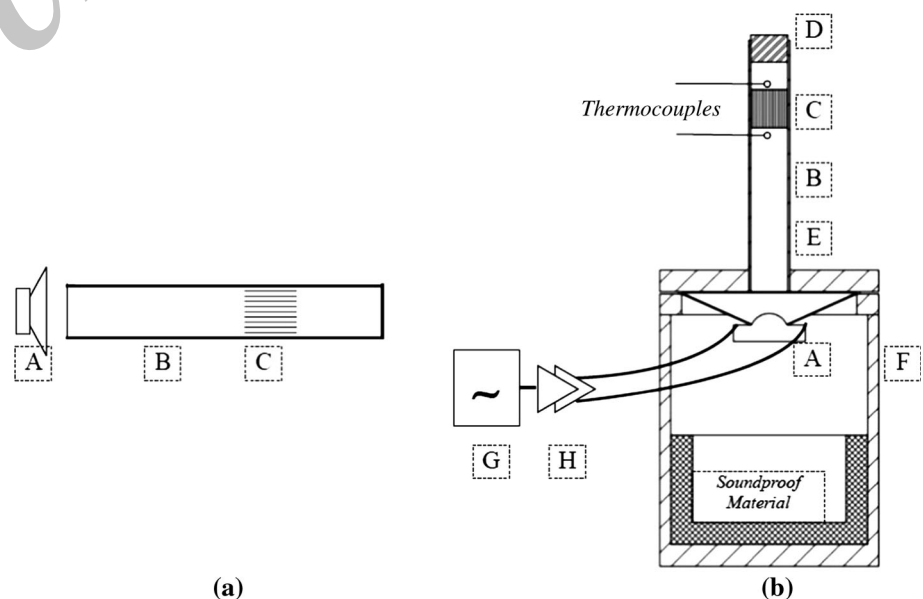 D
Thermocouples
C
B
E
A
B
C
A
F
~
G
H
Soundproof
Material
(a)
(b)